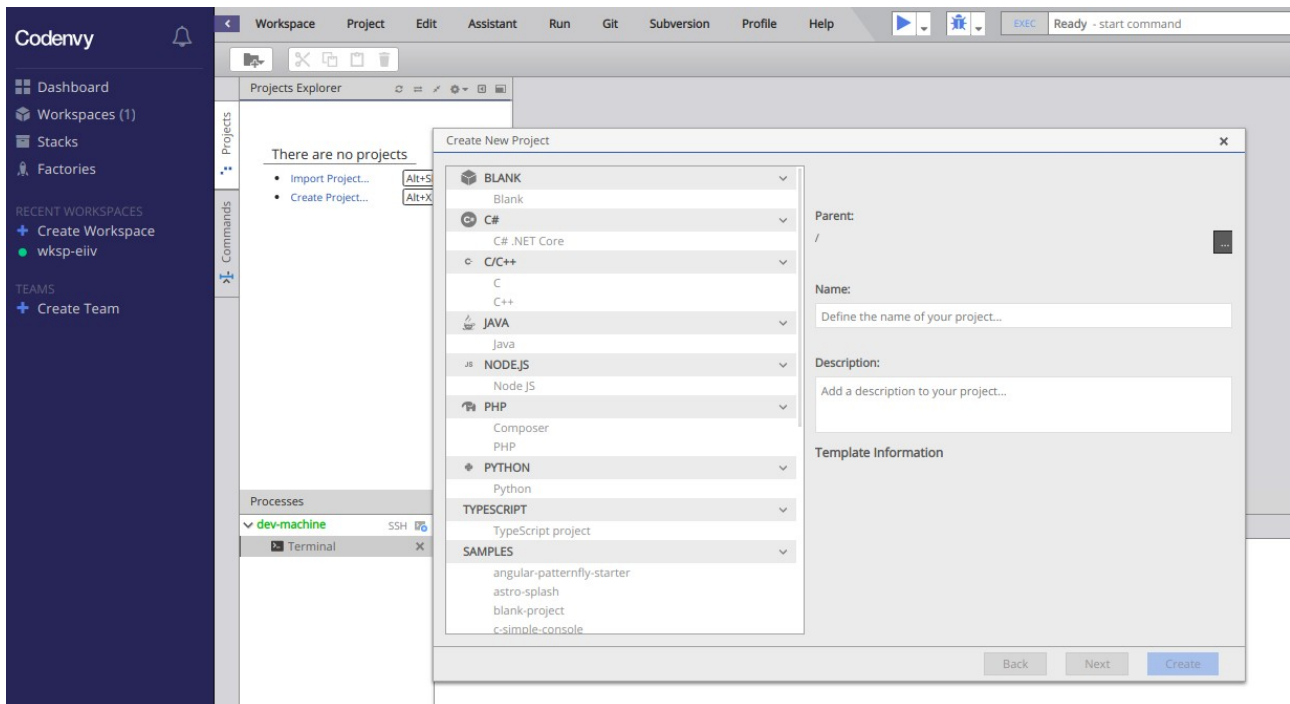 Codenvy
Dashboard
Workspaces (1)
Stacks
Factories
RECENT WORKSPACES
+ Create Workspace
wksp-eiiv
TEAMS
+ Create Team
Workspace Project Edit Assistant Run Git Subversion Profile Help
EXEC Ready - start command
Projects
Commands
Projects Explorer
There are no projects
• Import Project...
• Create Project... Alt+X
Processes
dev-machine SSH
Terminal
Create New Project
BLANK
Blank
C#
C# .NET Core
C/C++
C
C++
JAVA
Java
JS NODE.JS
Node JS
PHP
Composer
PHP
PYTHON
Python
TYPESCRIPT
TypeScript project
SAMPLES
angular-patternfly-starter
astro-splash
blank-project
c-simple-console
Parent:
/
...
Name:
Define the name of your project...
Description:
Add a description to your project...
Template Information
Back Next Create